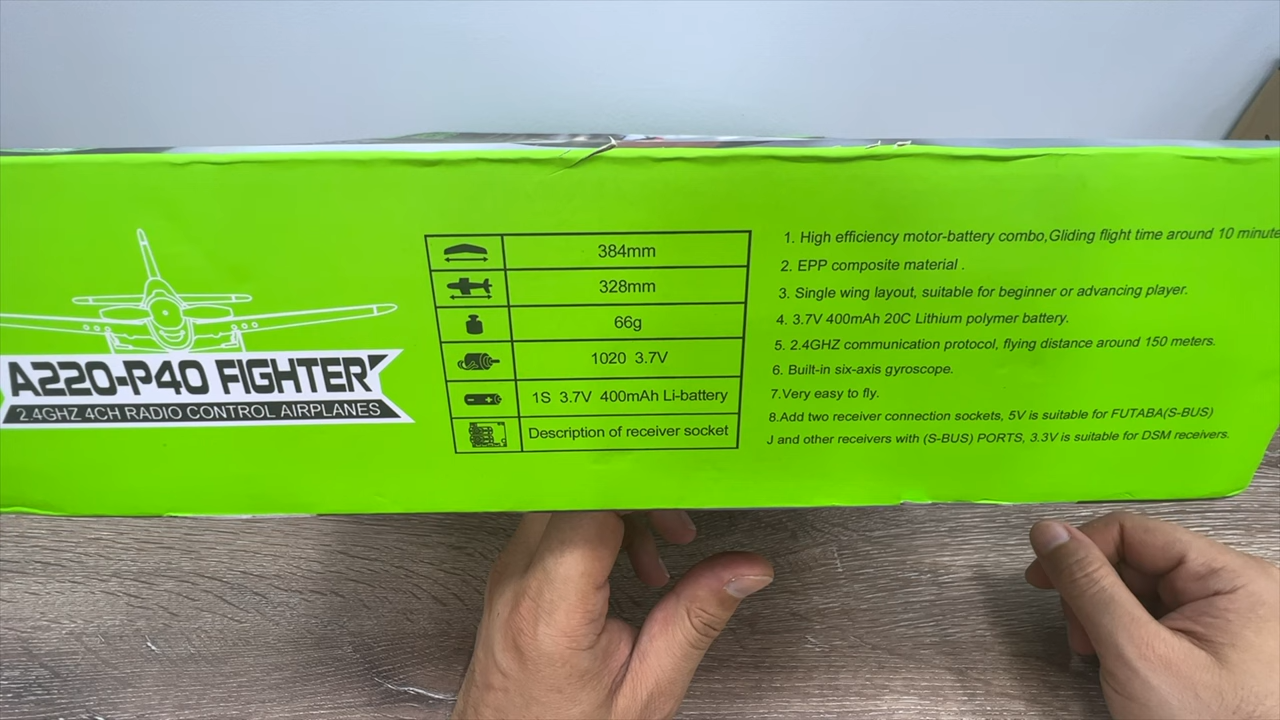 A220-P40 FIGHTER
2.4GHZ 4CH RADIO CONTROL AIRPLANES
384mm
328mm
66g
1020 3.7V
1S 3.7V 400mAh Li-battery
Description of receiver socket
1. High efficiency motor-battery combo,Gliding flight time around 10 minute
2. EPP composite material .
3. Single wing layout, suitable for beginner or advancing player.
4. 3.7V 400mAh 20C Lithium polymer battery.
5. 2.4GHZ communication protocol, flying distance around 150 meters.
6. Built-in six-axis gyroscope.
7.Very easy to fly.
8.Add two receiver connection sockets, 5V is suitable for FUTABA(S-BUS)
J and other receivers with (S-BUS) PORTS, 3.3V is suitable for DSM receivers.